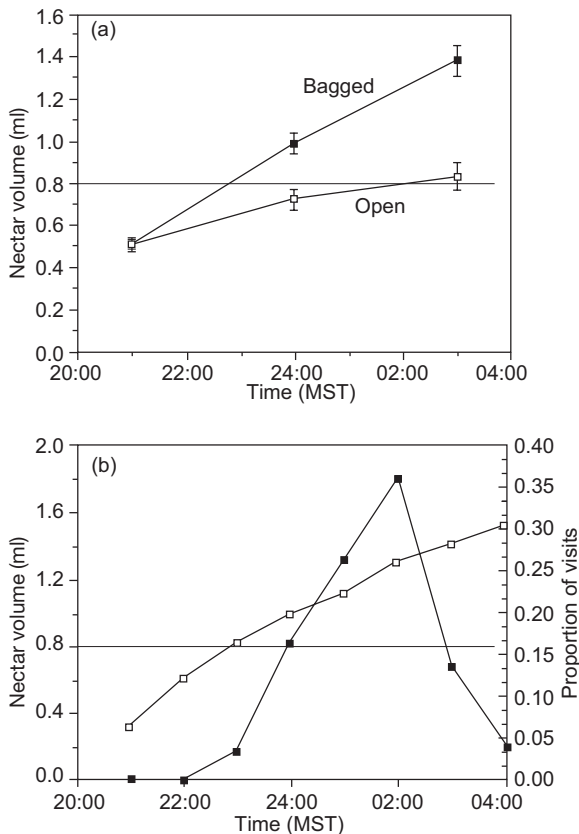 (a)
1.6
1.4
1.2
1.0
0.8
0.6
0.4
0.2
0.0
Nectar volume (ml)
Bagged
Open
20:00 22:00 24:00 02:00 04:00
Time (MST)
(b)
2.0
1.6
1.2
0.8
0.4
0.0
Nectar volume (ml)
0.40
0.35
0.30
0.25
0.20
0.15
0.10
0.05
0.00
Proportion of visits
20:00 22:00 24:00 02:00 04:00
Time (MST)